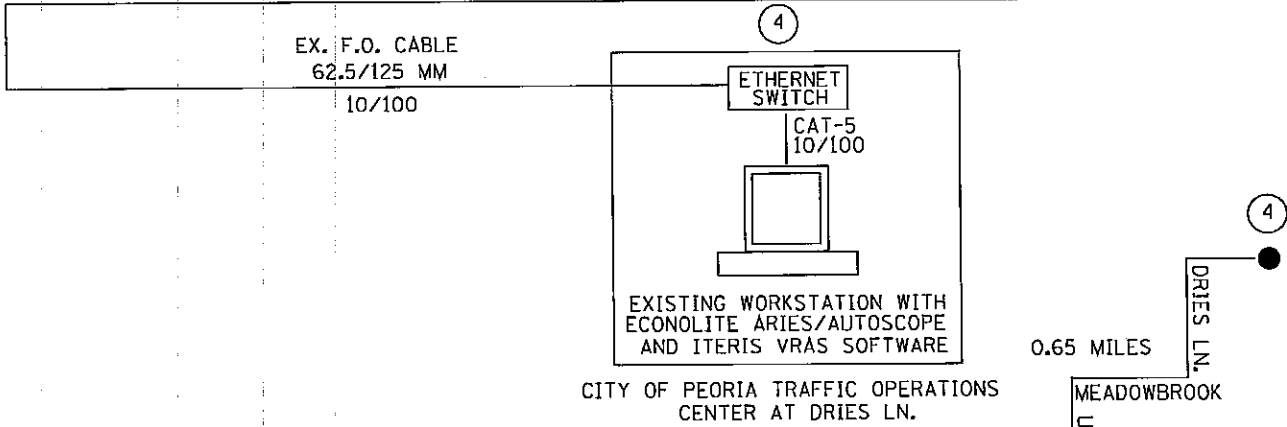 4
EX. F.O. CABLE
62.5/125 MM
10/100
ETHERNET
SWITCH
CAT-5
10/100
EXISTING WORKSTATION WITH
ECONOLITE ARIES/AUTOSCOPE
AND ITERIS VRAS SOFTWARE
CITY OF PEORIA TRAFFIC OPERATIONS
CENTER AT DRIES LN.
4
DRIES LN.
0.65 MILES
MEADOWBROOK